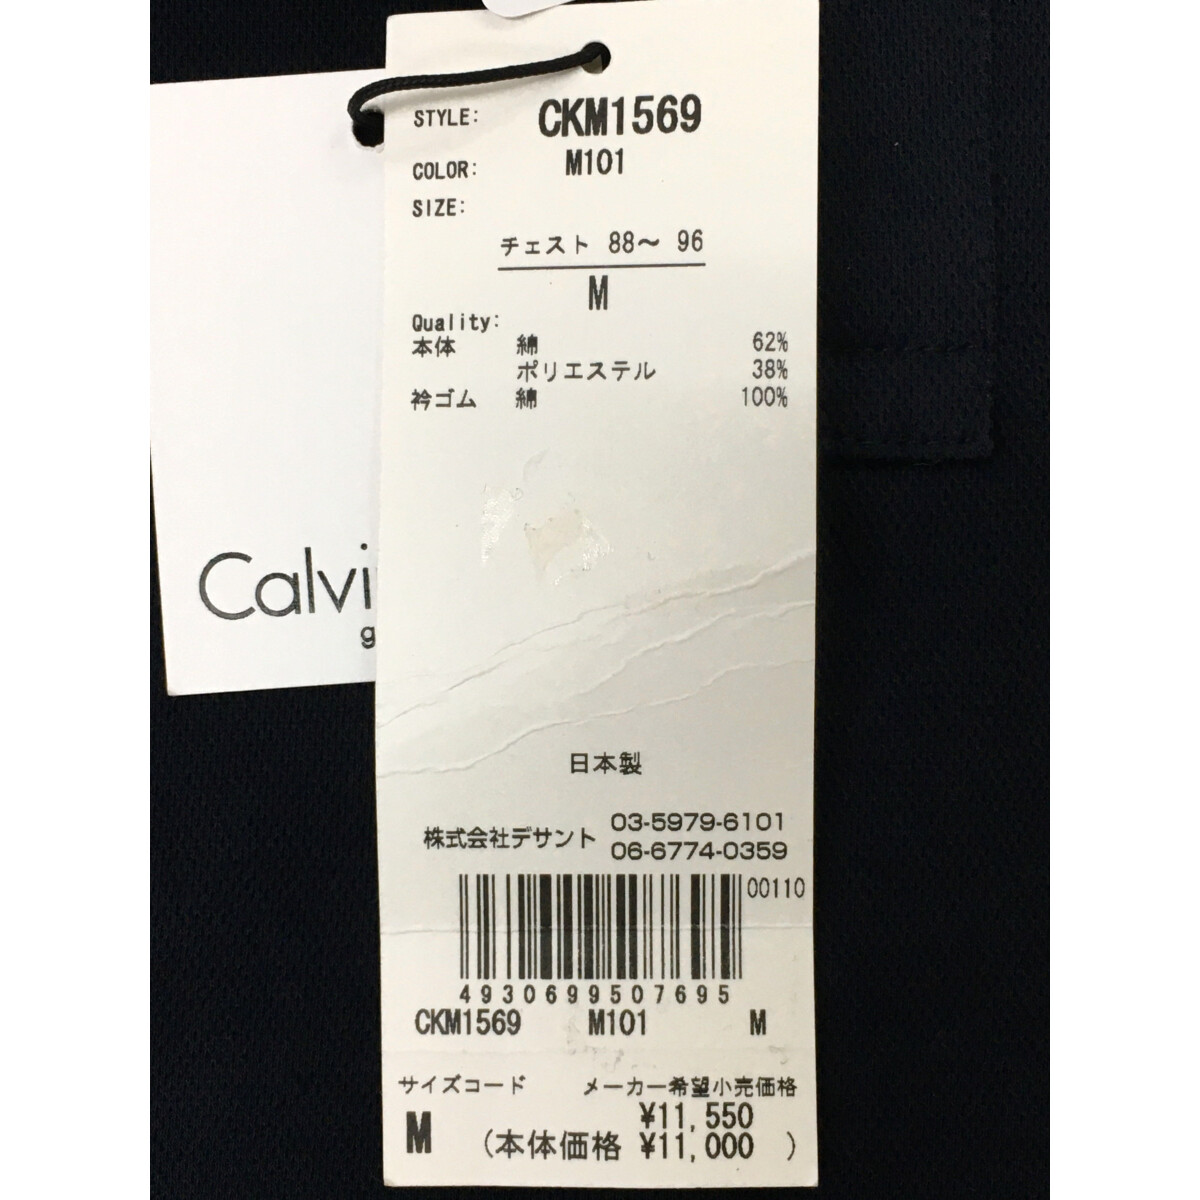 STYLE: CKM1569
COLOR: M101
SIZE:
チェスト 88～ 96
M
Quality:
本体 綿 62%
ポリエステル 38%
衿ゴム 綿 100%
Calvi
g
日本製
株式会社デサント 03-5979-6101
06-6774-0359
00110
4930699507695
CKM1569 M101 M
サイズコード メーカー希望小売価格
M ¥11,550
(本体価格 ¥11,000 )